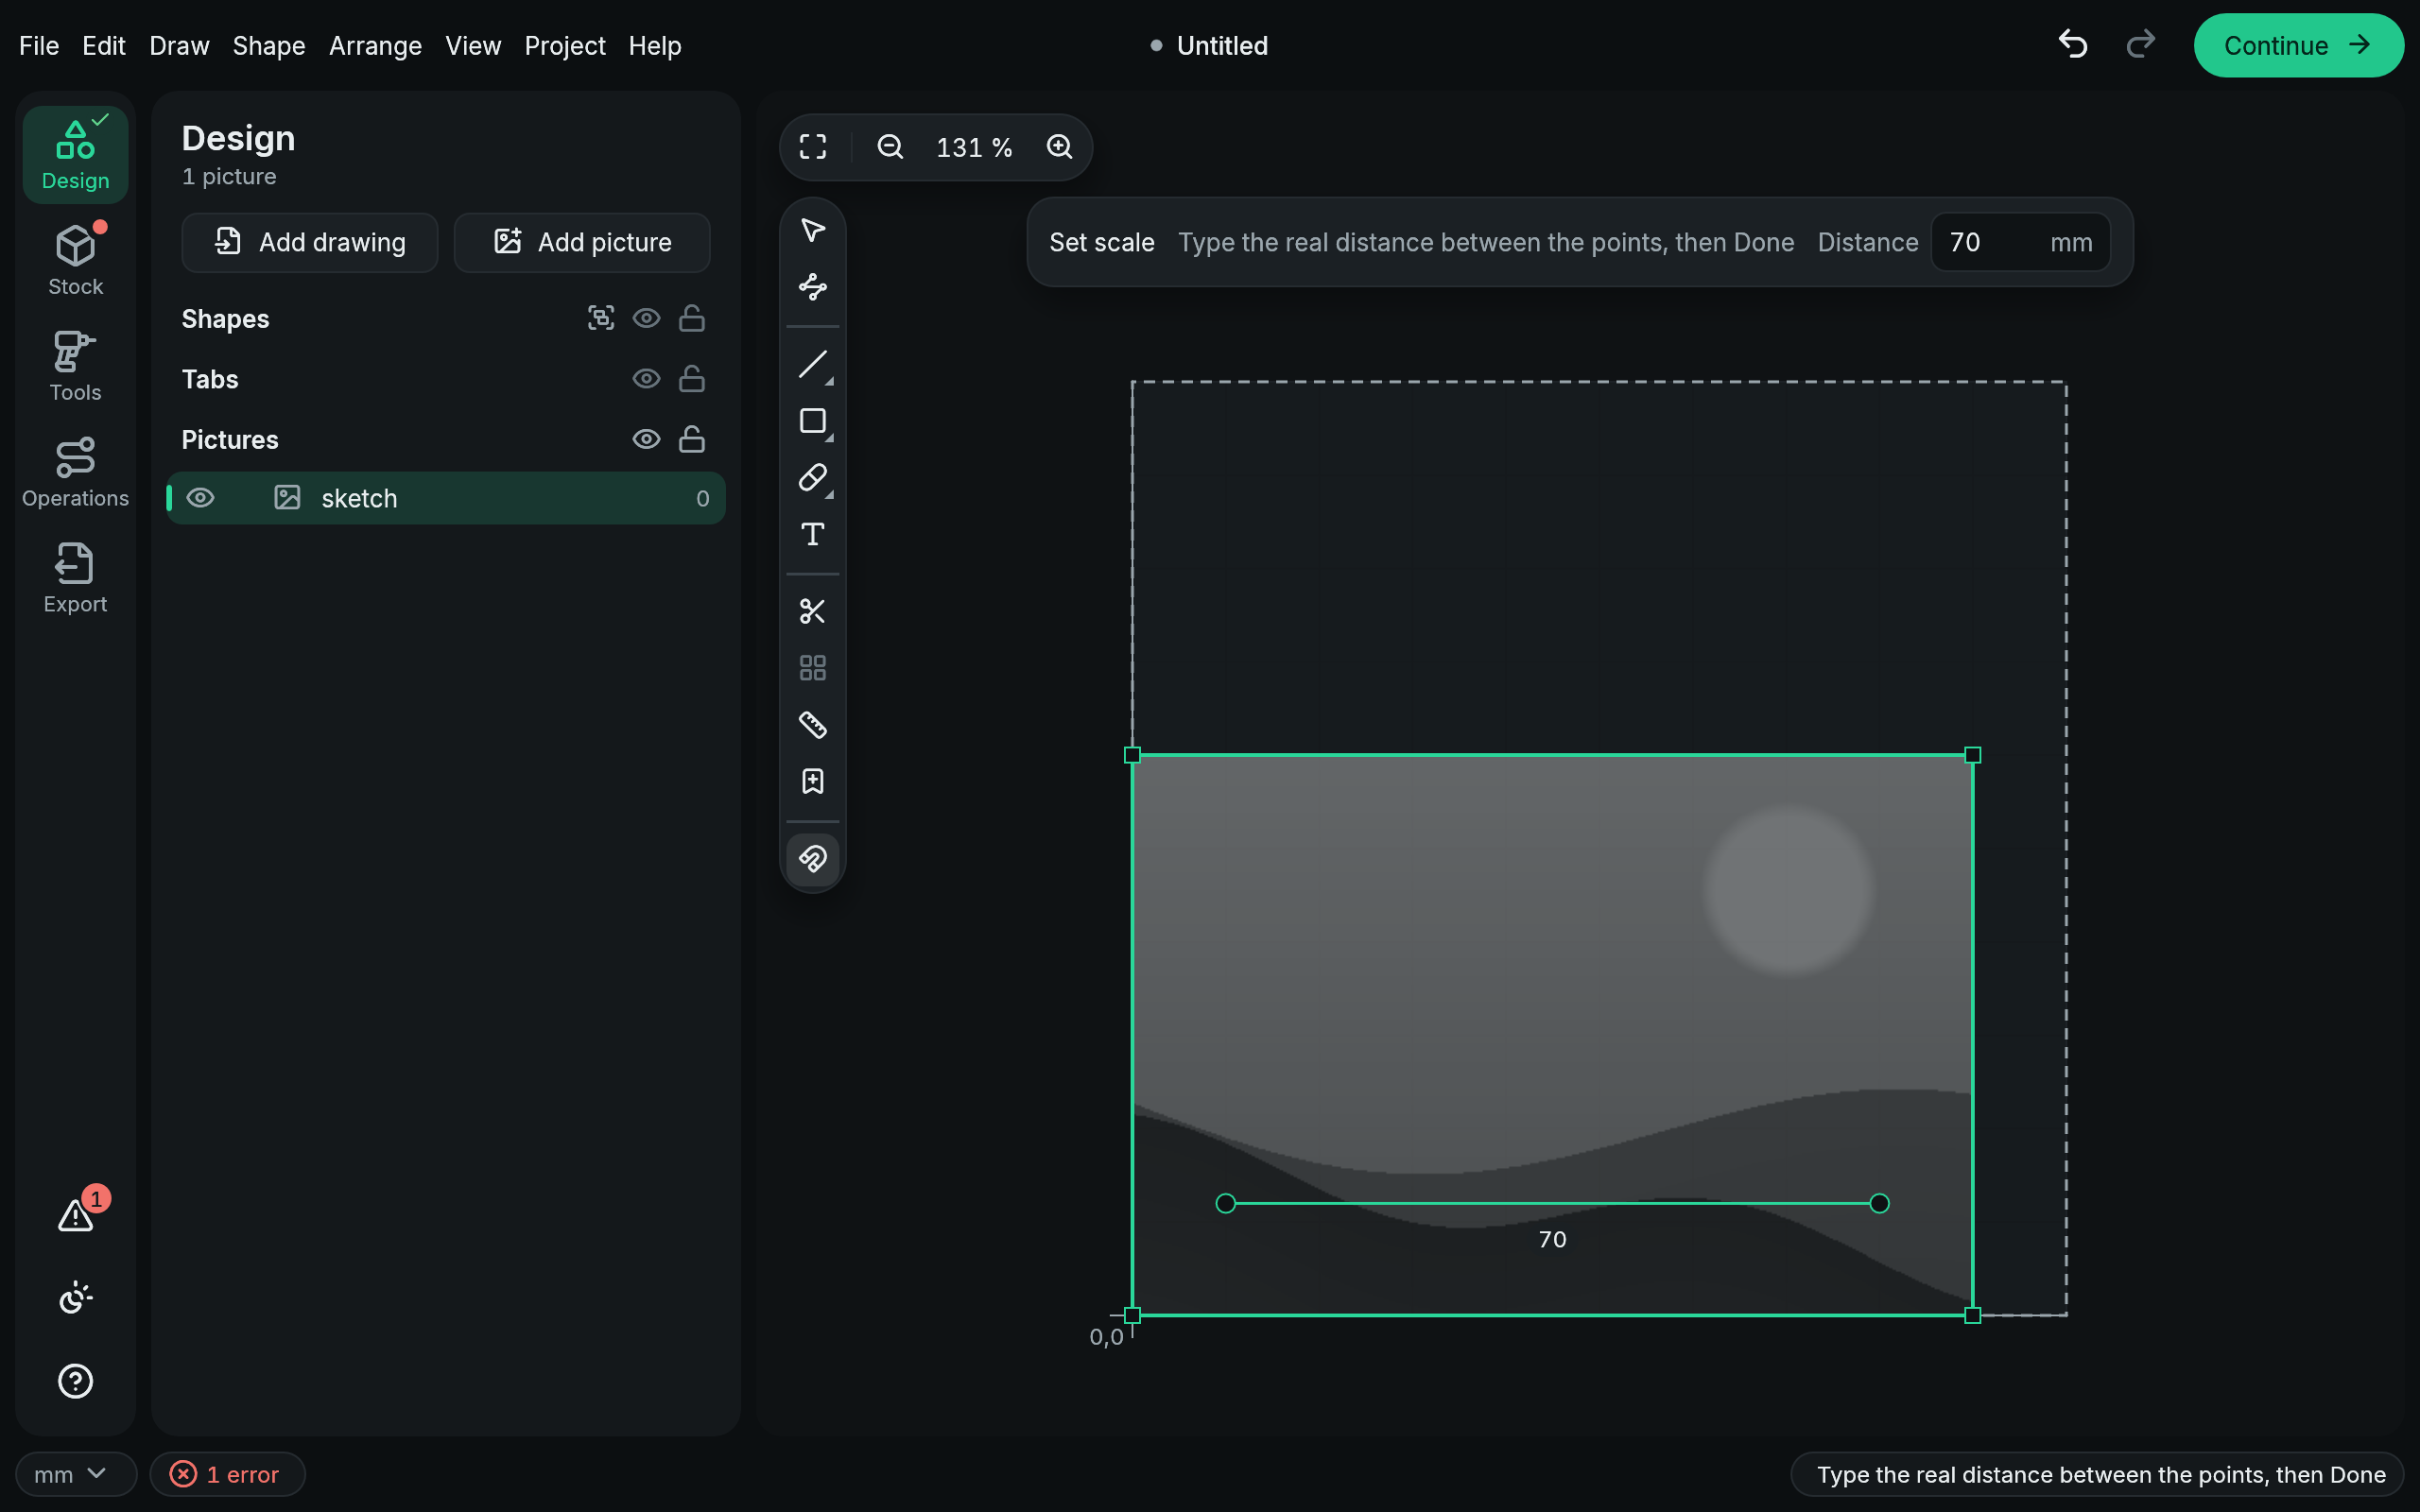 File Edit Draw Shape Arrange View Project Help
Untitled
Continue
Design
Stock
Tools
Operations
Export
1
Design
1 picture
Add drawing
Add picture
Shapes
Tabs
Pictures
sketch 0
131 %
Set scale Type the real distance between the points, then Done Distance 70 mm
70
0,0
mm
1 error
Type the real distance between the points, then Done